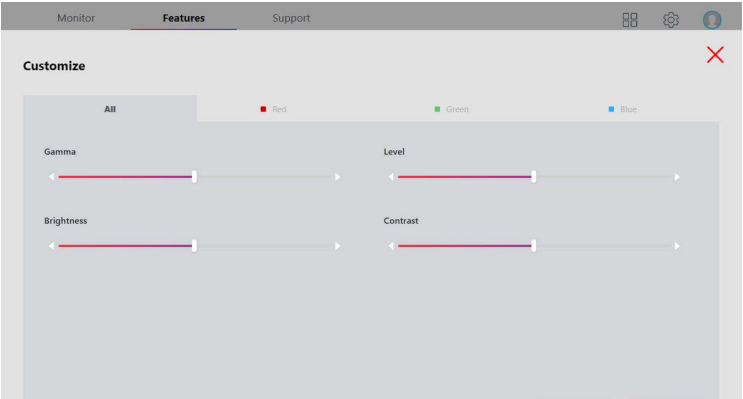 Monitor Features Support
Customize
All Red Green Blue
Gamma Level
Brightness Contrast